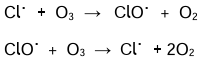 Cl˙ + O₃ → ClO˙ + O₂
ClO˙ + O₃ → Cl˙ + 2O₂